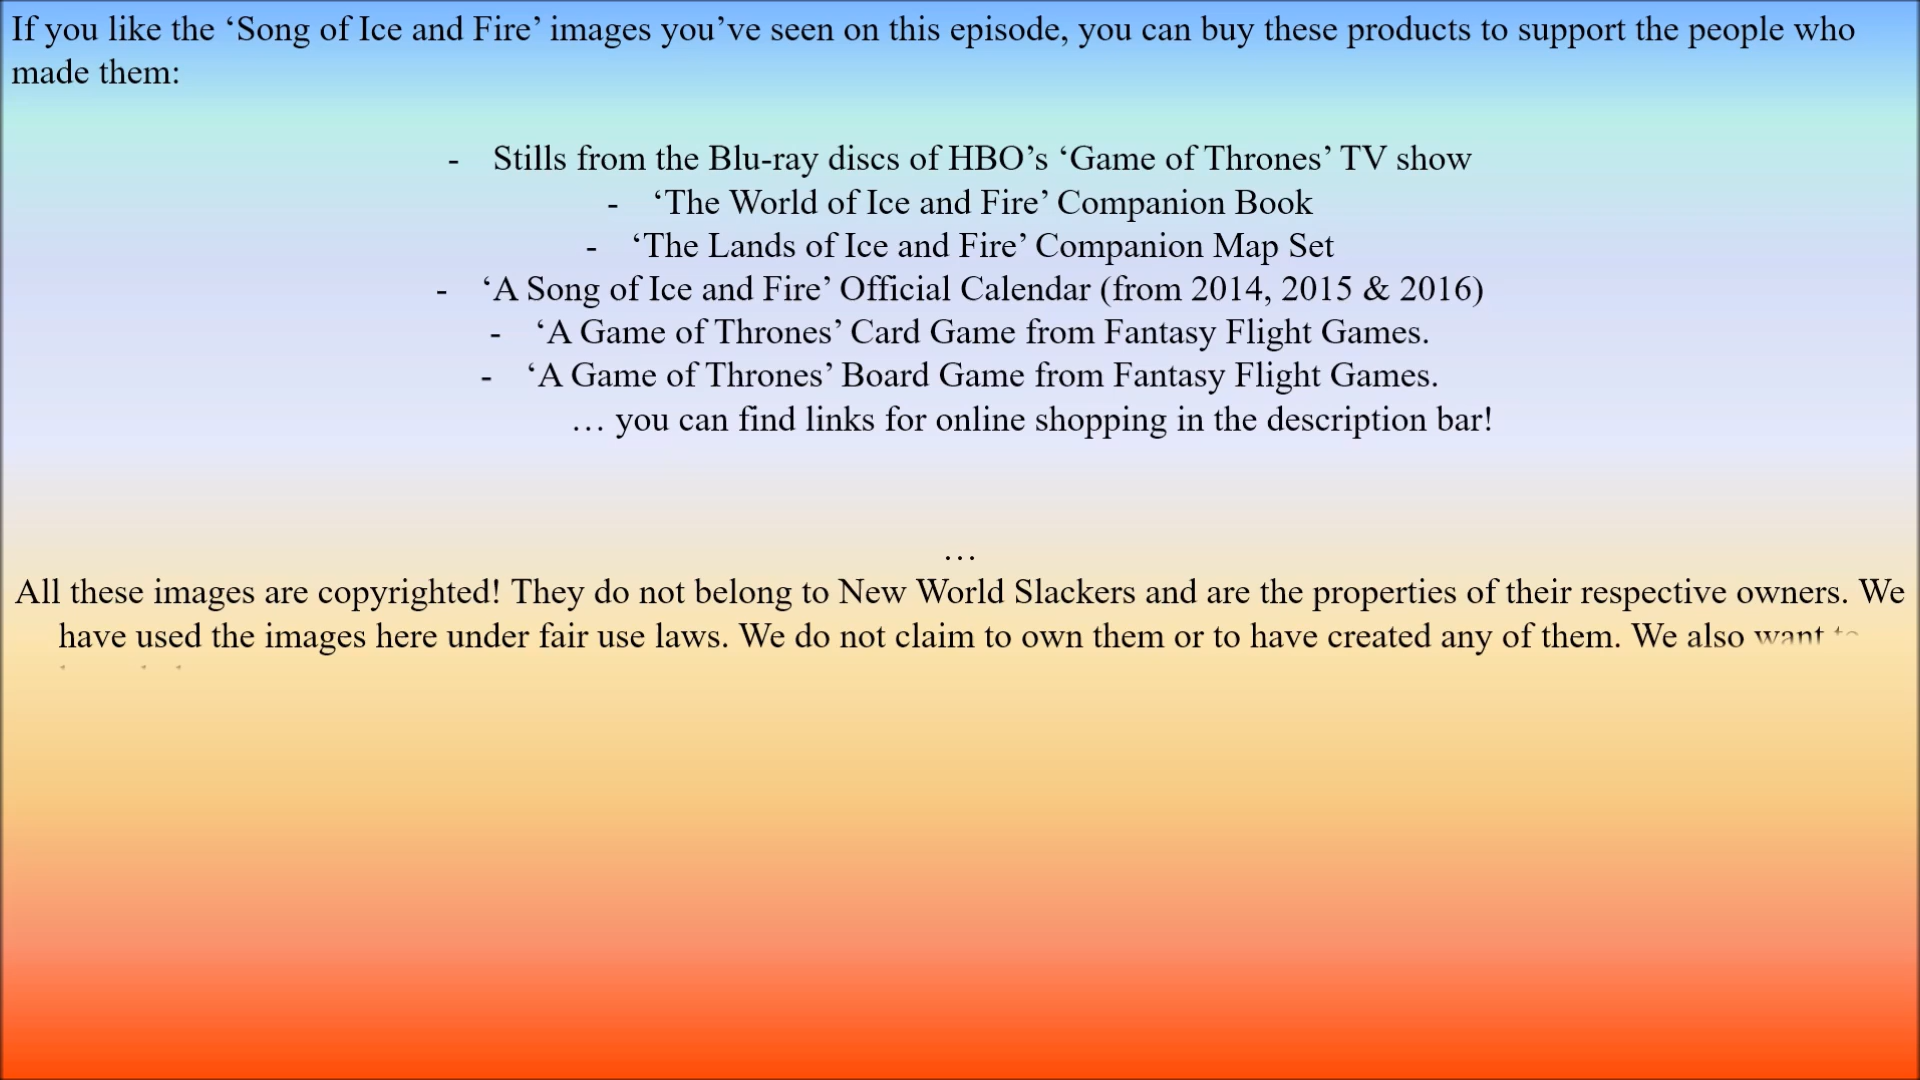 If you like the ‘Song of Ice and Fire’ images you’ve seen on this episode, you can buy these products to support the people who
made them:
- Stills from the Blu-ray discs of HBO’s ‘Game of Thrones’ TV show
- ‘The World of Ice and Fire’ Companion Book
- ‘The Lands of Ice and Fire’ Companion Map Set
- ‘A Song of Ice and Fire’ Official Calendar (from 2014, 2015 & 2016)
- ‘A Game of Thrones’ Card Game from Fantasy Flight Games.
- ‘A Game of Thrones’ Board Game from Fantasy Flight Games.
… you can find links for online shopping in the description bar!
…
All these images are copyrighted! They do not belong to New World Slackers and are the properties of their respective owners. We
have used the images here under fair use laws. We do not claim to own them or to have created any of them. We also want